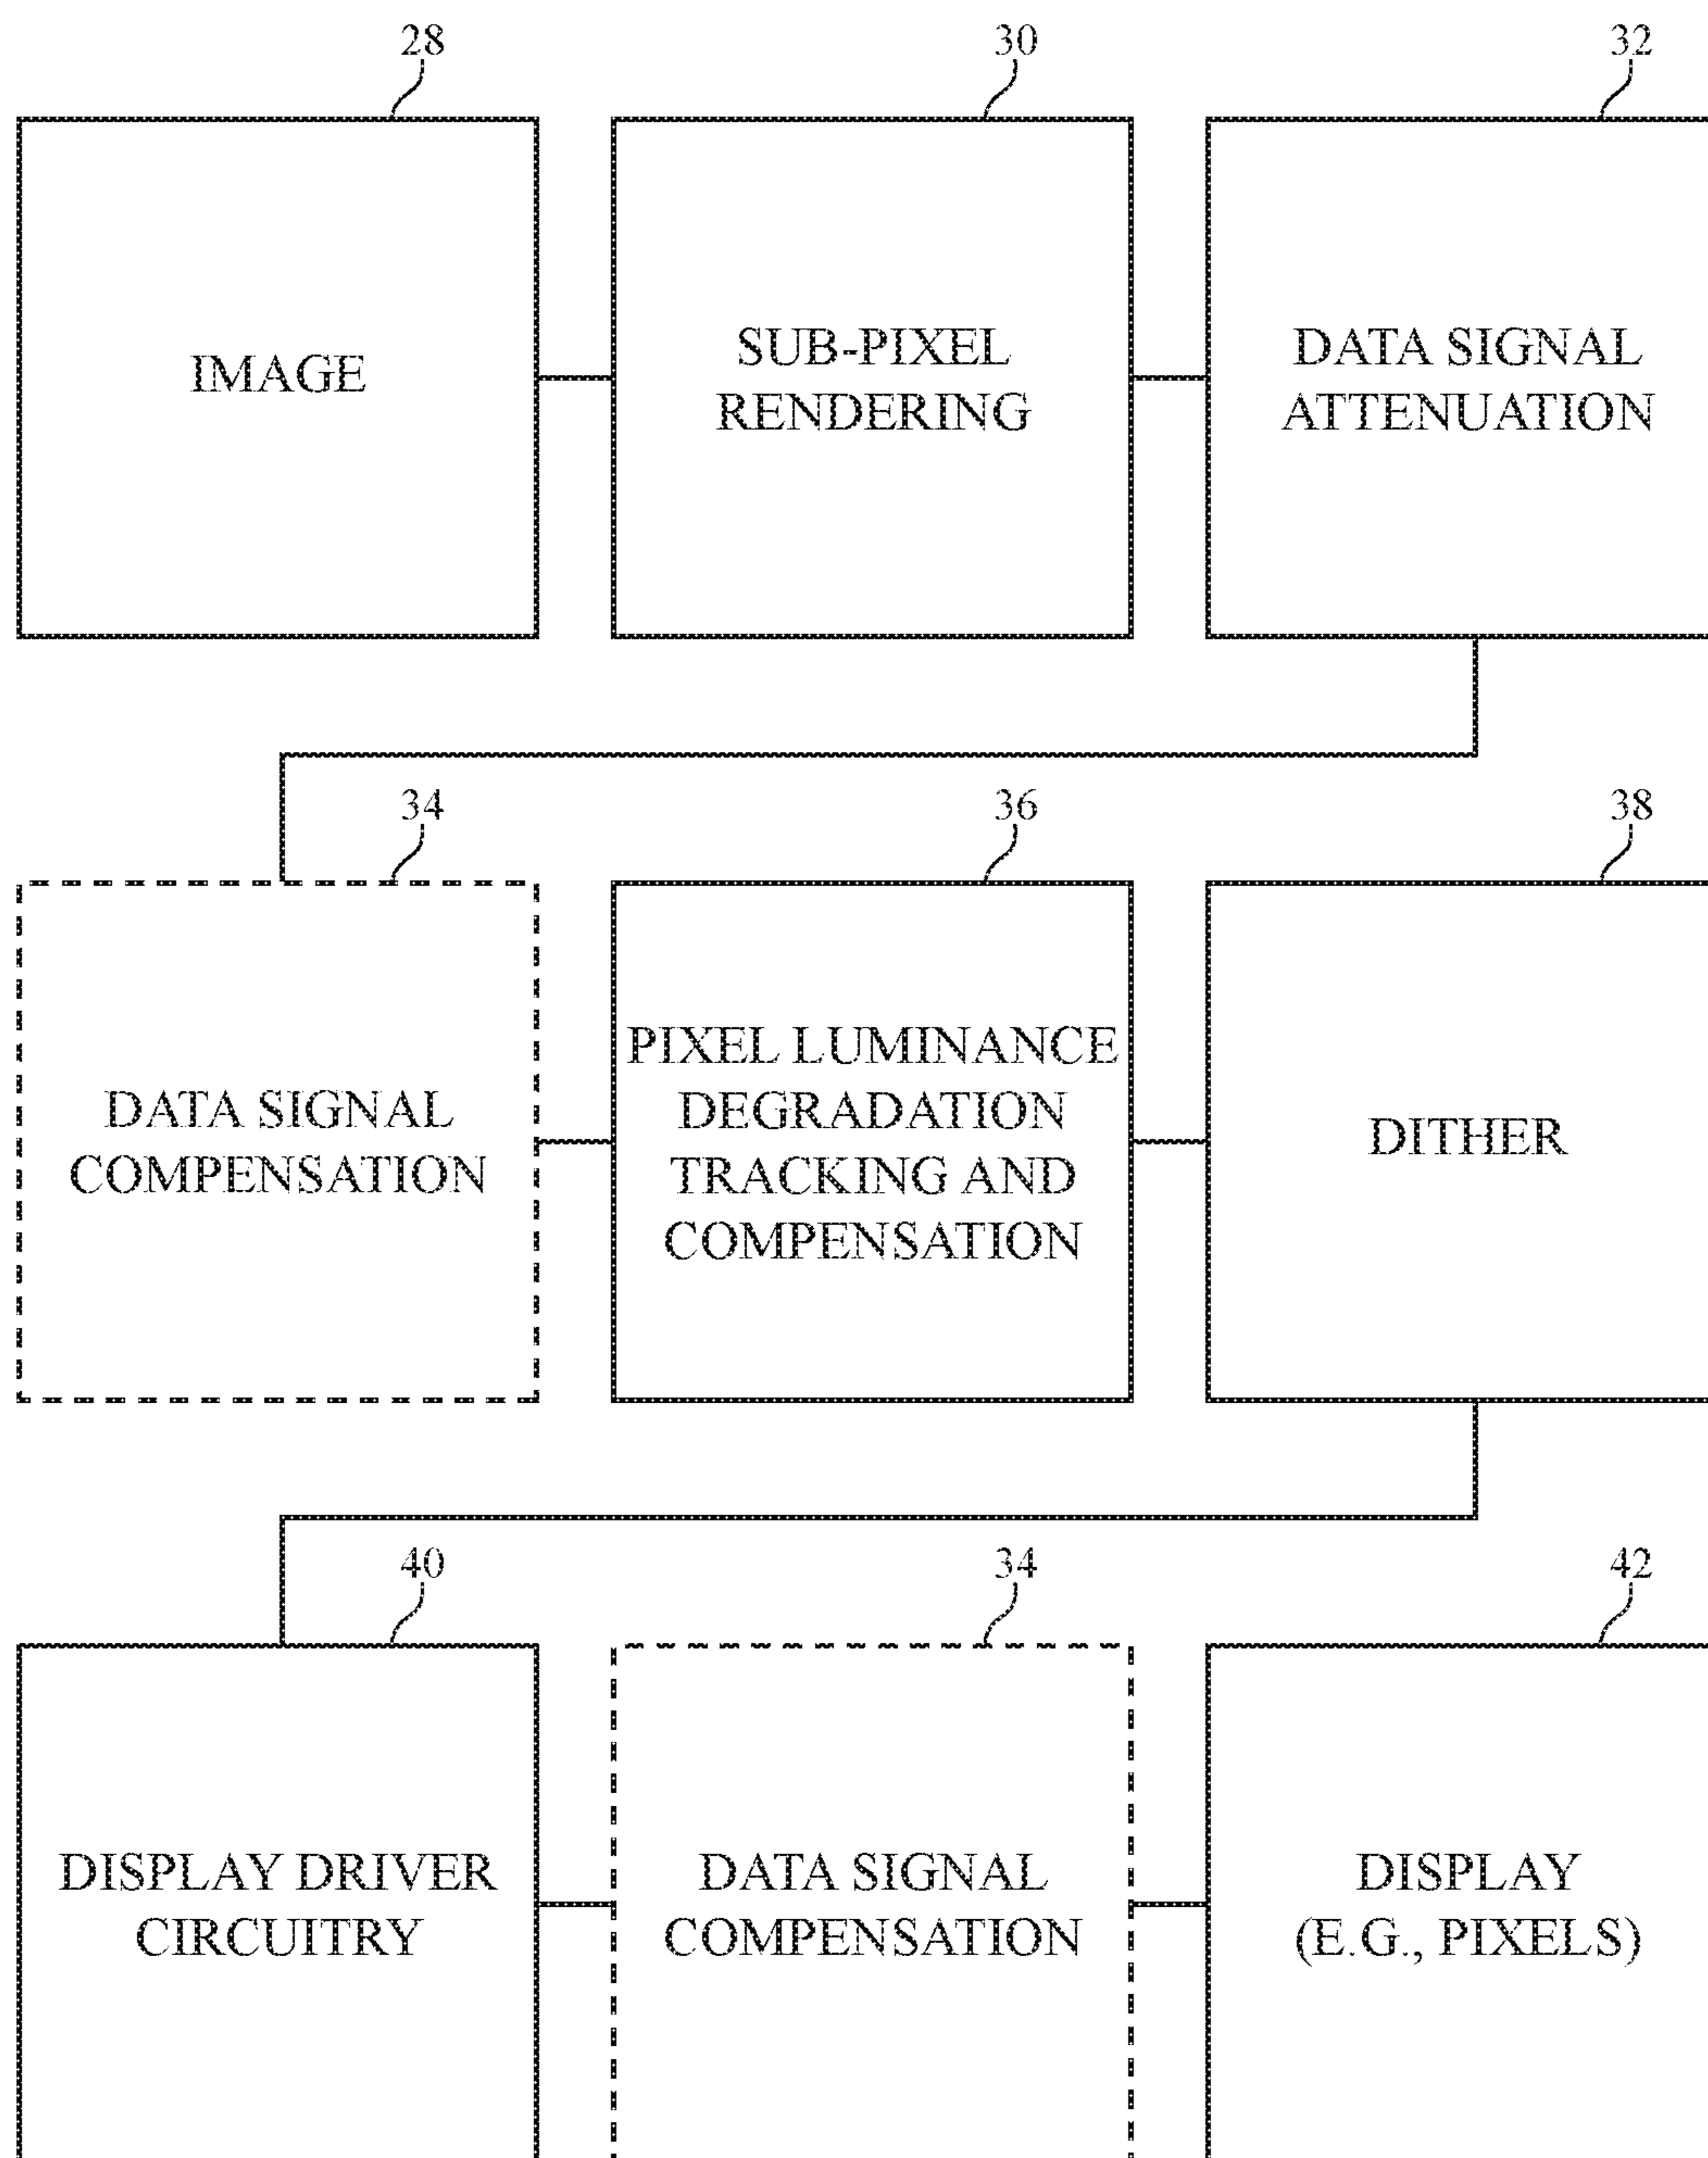 28
30
32
IMAGE
SUB-PIXEL
RENDERING
DATA SIGNAL
ATTENUATION
34
36
38
DATA SIGNAL
COMPENSATION
PIXEL LUMINANCE
DEGRADATION
TRACKING AND
COMPENSATION
DITHER
40
34
42
DISPLAY DRIVER
CIRCUITRY
DATA SIGNAL
COMPENSATION
DISPLAY
(E.G., PIXELS)